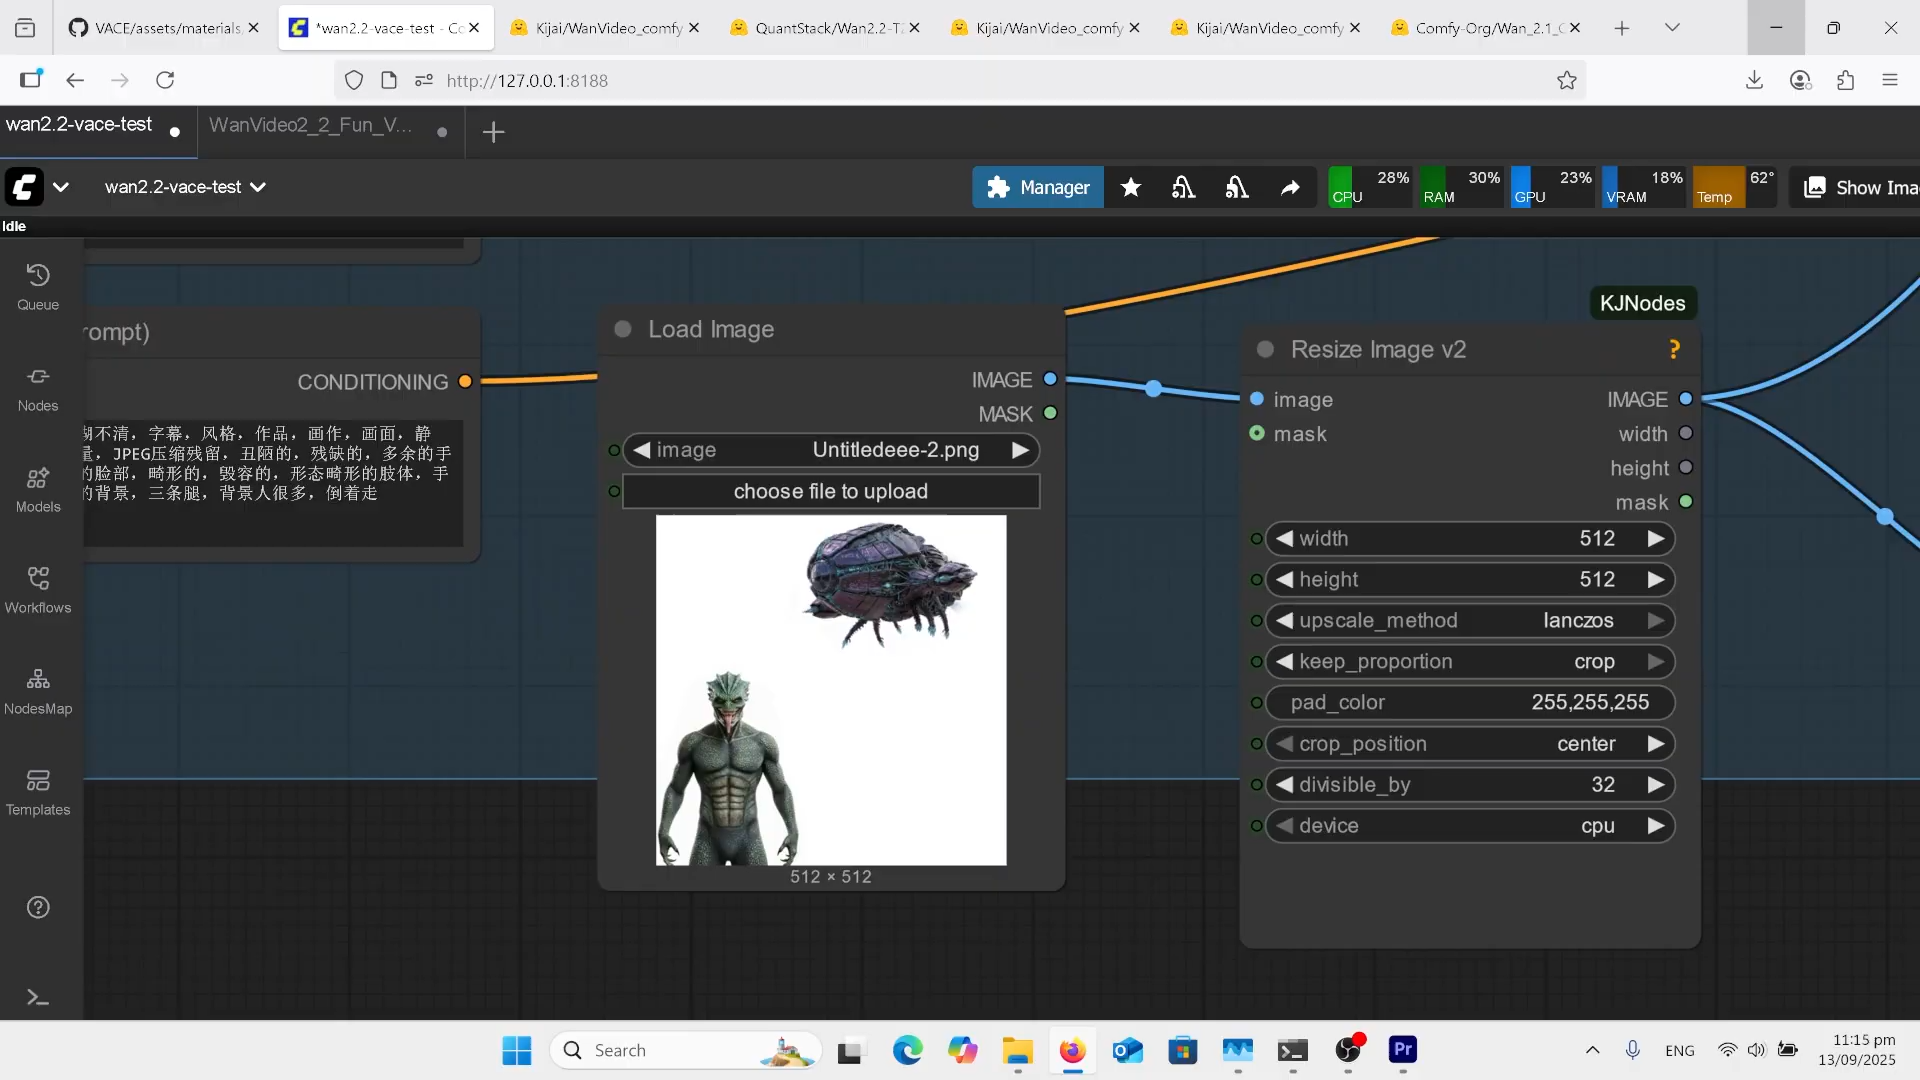 VACE/assets/materials
*wan2.2-vace-test - Co
Kijai/WanVideo_comfy
QuantStack/Wan2.2-T2
Kijai/WanVideo_comfy
Kijai/WanVideo_comfy
Comfy-Org/Wan_2.1_C
http://127.0.0.1:8188
wan2.2-vace-test
WanVideo2_2_Fun_V...
wan2.2-vace-test
Manager
CPU 28%
RAM 30%
GPU 23%
VRAM 18%
Temp 62°
Show Ima
Idle
Queue
Nodes
Models
Workflows
NodesMap
Templates
rompt)
CONDITIONING
糊不清，字幕，风格，作品，画作，画面，静
量，JPEG压缩残留，丑陋的，残缺的，多余的手
的脸部，畸形的，毁容的，形态畸形的肢体，手
的背景，三条腿，背景人很多，倒着走
Load Image
IMAGE
MASK
image Untitledeee-2.png
choose file to upload
512 × 512
KJNodes
Resize Image v2 ?
image IMAGE
mask width
height
mask
width 512
height 512
upscale_method lanczos
keep_proportion crop
pad_color 255,255,255
crop_position center
divisible_by 32
device cpu
Search
Pr
ENG
11:15 pm
13/09/2025